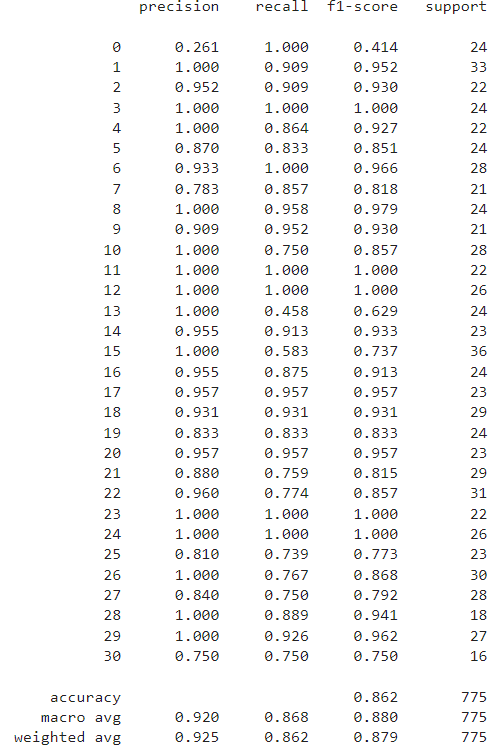 precision recall f1-score support
0 0.261 1.000 0.414 24
1 1.000 0.909 0.952 33
2 0.952 0.909 0.930 22
3 1.000 1.000 1.000 24
4 1.000 0.864 0.927 22
5 0.870 0.833 0.851 24
6 0.933 1.000 0.966 28
7 0.783 0.857 0.818 21
8 1.000 0.958 0.979 24
9 0.909 0.952 0.930 21
10 1.000 0.750 0.857 28
11 1.000 1.000 1.000 22
12 1.000 1.000 1.000 26
13 1.000 0.458 0.629 24
14 0.955 0.913 0.933 23
15 1.000 0.583 0.737 36
16 0.955 0.875 0.913 24
17 0.957 0.957 0.957 23
18 0.931 0.931 0.931 29
19 0.833 0.833 0.833 24
20 0.957 0.957 0.957 23
21 0.880 0.759 0.815 29
22 0.960 0.774 0.857 31
23 1.000 1.000 1.000 22
24 1.000 1.000 1.000 26
25 0.810 0.739 0.773 23
26 1.000 0.767 0.868 30
27 0.840 0.750 0.792 28
28 1.000 0.889 0.941 18
29 1.000 0.926 0.962 27
30 0.750 0.750 0.750 16
accuracy 0.862 775
macro avg 0.920 0.868 0.880 775
weighted avg 0.925 0.862 0.879 775